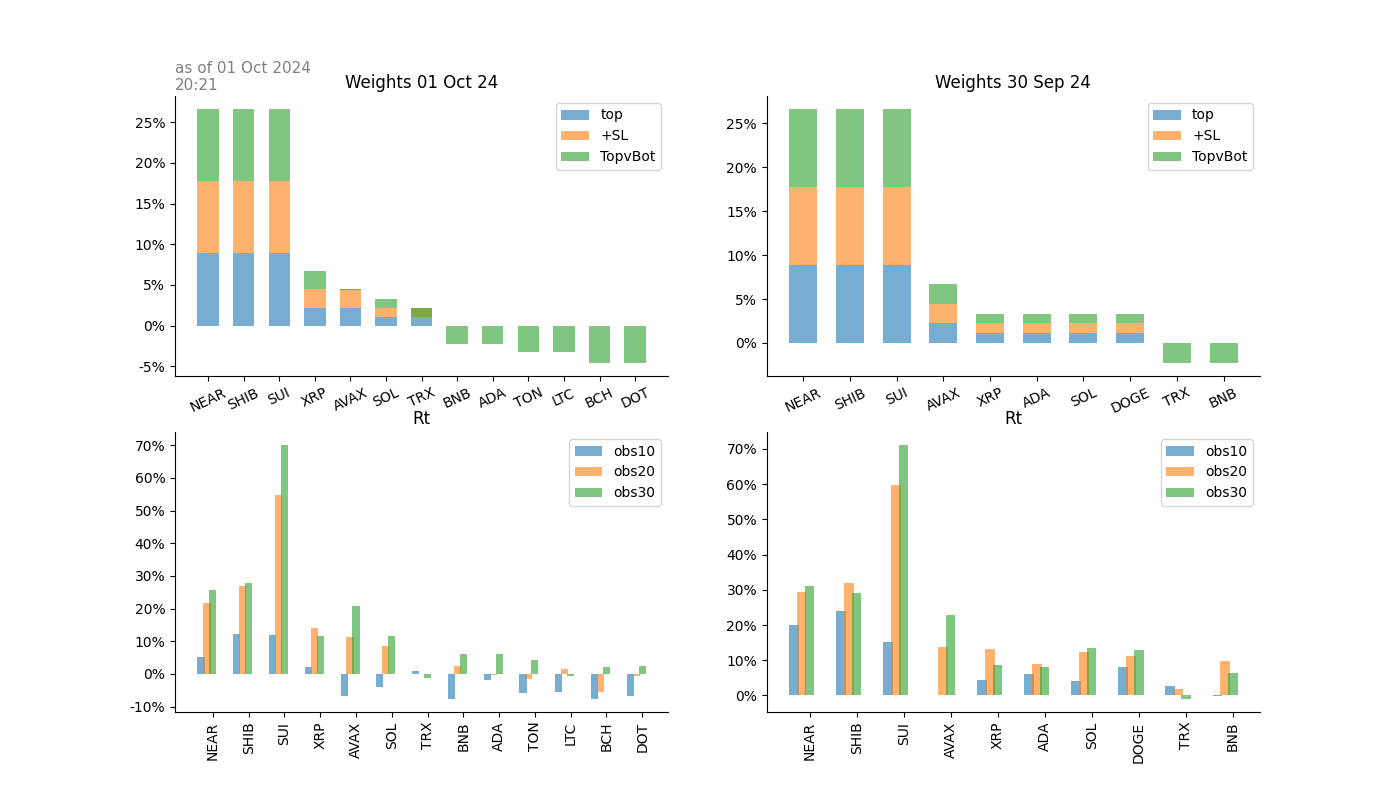 as of 01 Oct 2024
20:21
Weights 01 Oct 24
25%
20%
15%
10%
5%
0%
-5%
top
+SL
TopvBot
NEAR SHIB SUI XRP AVAX SOL TRX BNB ADA TON LTC BCH DOT
Weights 30 Sep 24
25%
20%
15%
10%
5%
0%
top
+SL
TopvBot
NEAR SHIB SUI AVAX XRP ADA SOL DOGE TRX BNB
Rt
70%
60%
50%
40%
30%
20%
10%
0%
-10%
obs10
obs20
obs30
NEAR SHIB SUI XRP AVAX SOL TRX BNB ADA TON LTC BCH DOT
Rt
70%
60%
50%
40%
30%
20%
10%
0%
obs10
obs20
obs30
NEAR SHIB SUI AVAX XRP ADA SOL DOGE TRX BNB